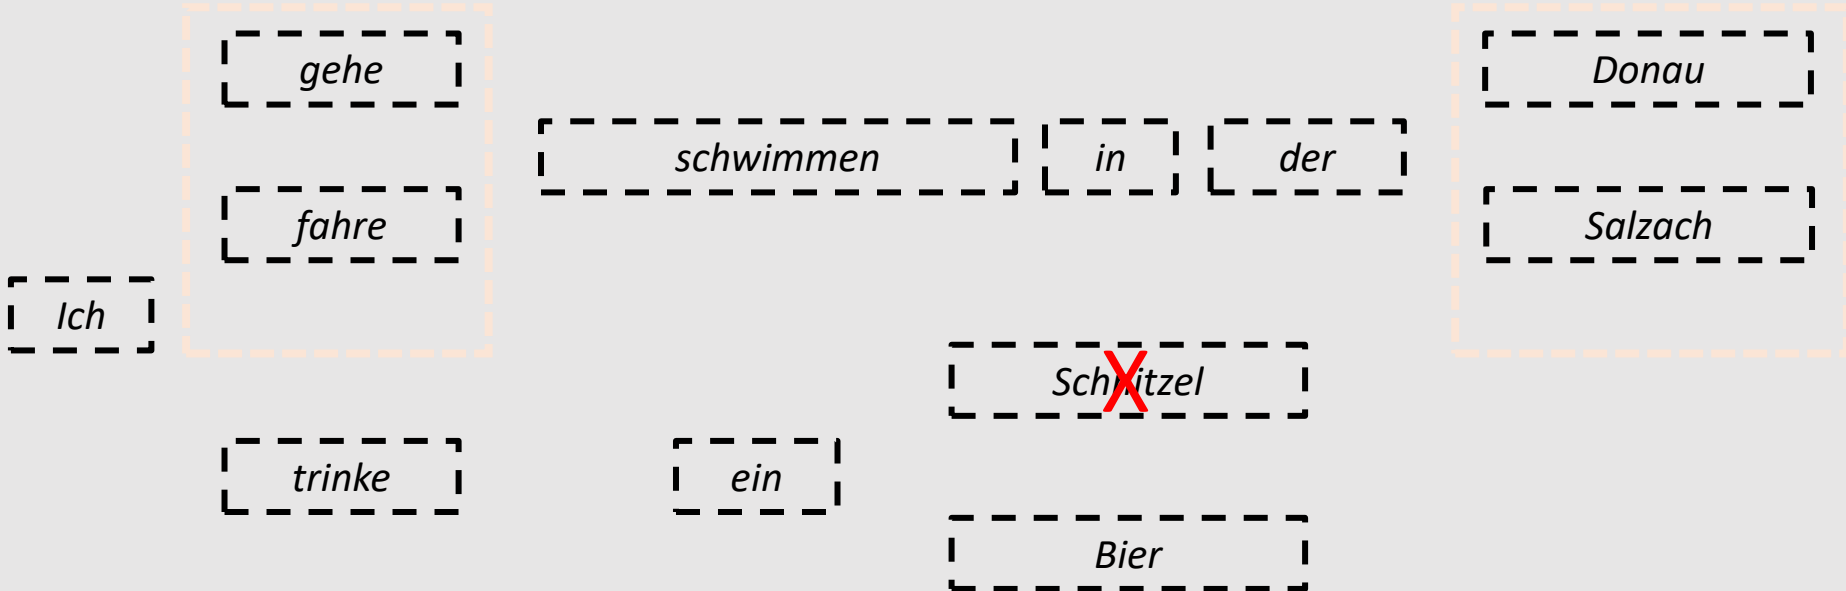 gehe
Donau
schwimmen in der
fahre
Salzach
Ich
Schnitzel
X
trinke
ein
Bier